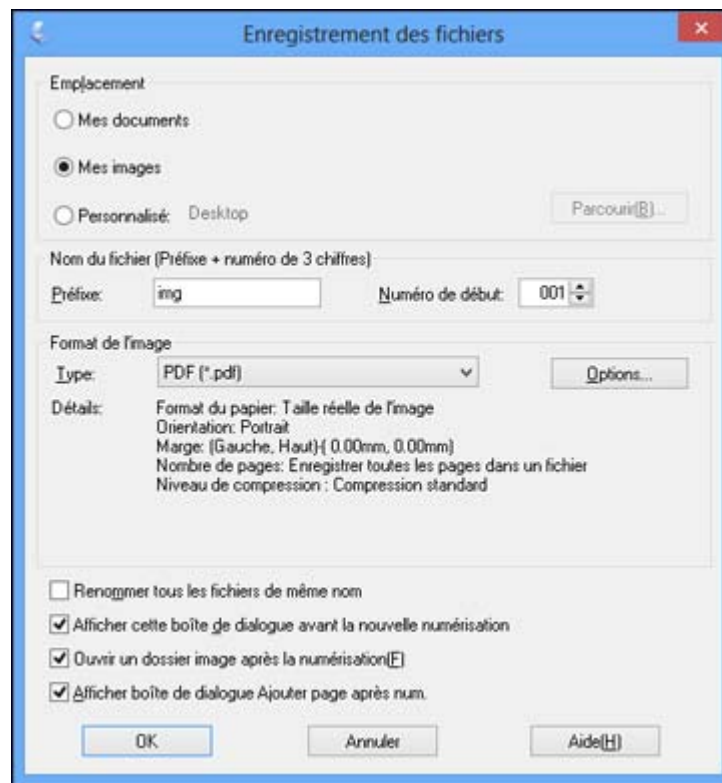 Enregistrement des fichiers
Emplacement
Mes documents
Mes images
Personnalisé: Desktop Parcourir(B)...
Nom du fichier (Préfixe + numéro de 3 chiffres)
Préfixe: img Numéro de début: 001
Format de l'image
Type: PDF (*.pdf) Options...
Détails: Format du papier: Taille réelle de l'image
Orientation: Portrait
Marge: (Gauche, Haut)-( 0.00mm, 0.00mm)
Nombre de pages: Enregistrer toutes les pages dans un fichier
Niveau de compression : Compression standard
Renommer tous les fichiers de même nom
Afficher cette boîte de dialogue avant la nouvelle numérisation
Ouvrir un dossier image après la numérisation(F)
Afficher boîte de dialogue Ajouter page après num.
OK Annuler Aide(H)